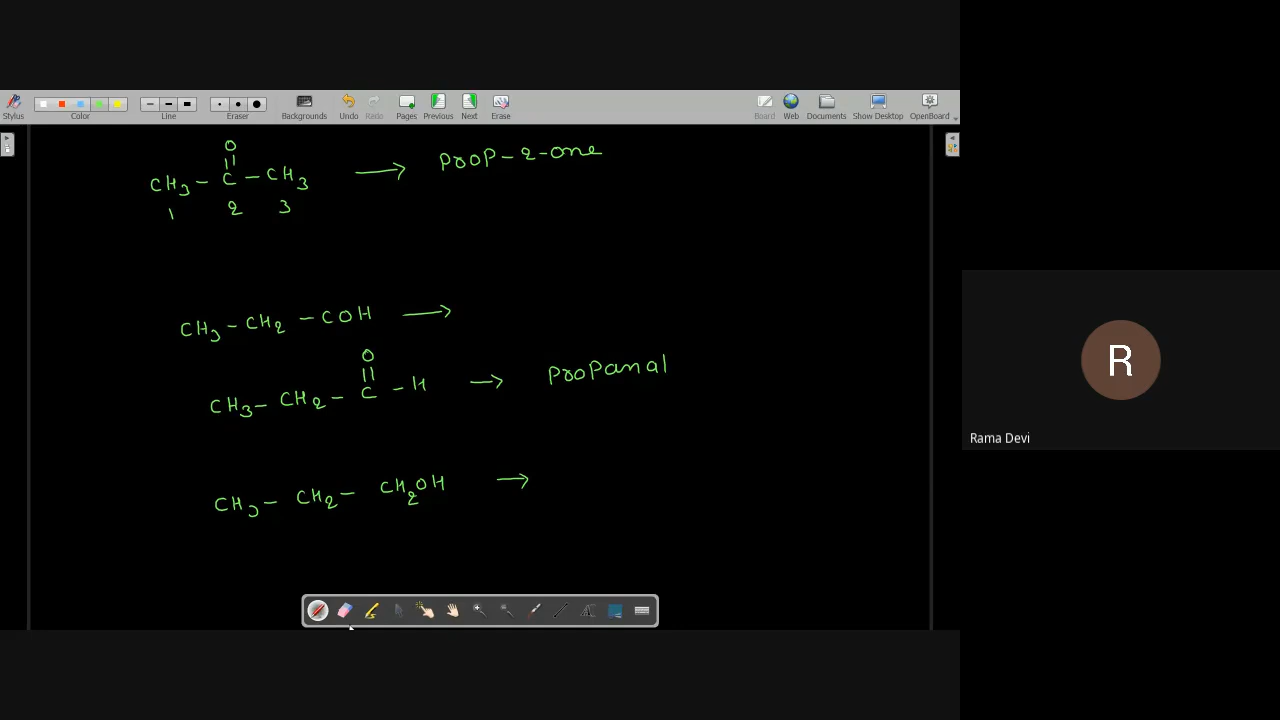 Stylus Color Line Eraser Backgrounds Undo Redo Pages Previous Next Erase Board Web Documents Show Desktop OpenBoard
O
||
CH3 - C - CH3 → Prop-2-one
1 2 3
CH3 - CH2 - COH →
O
||
CH3 - CH2 - C - H → Propanal
CH3 - CH2 - CH2OH →
R
Rama Devi